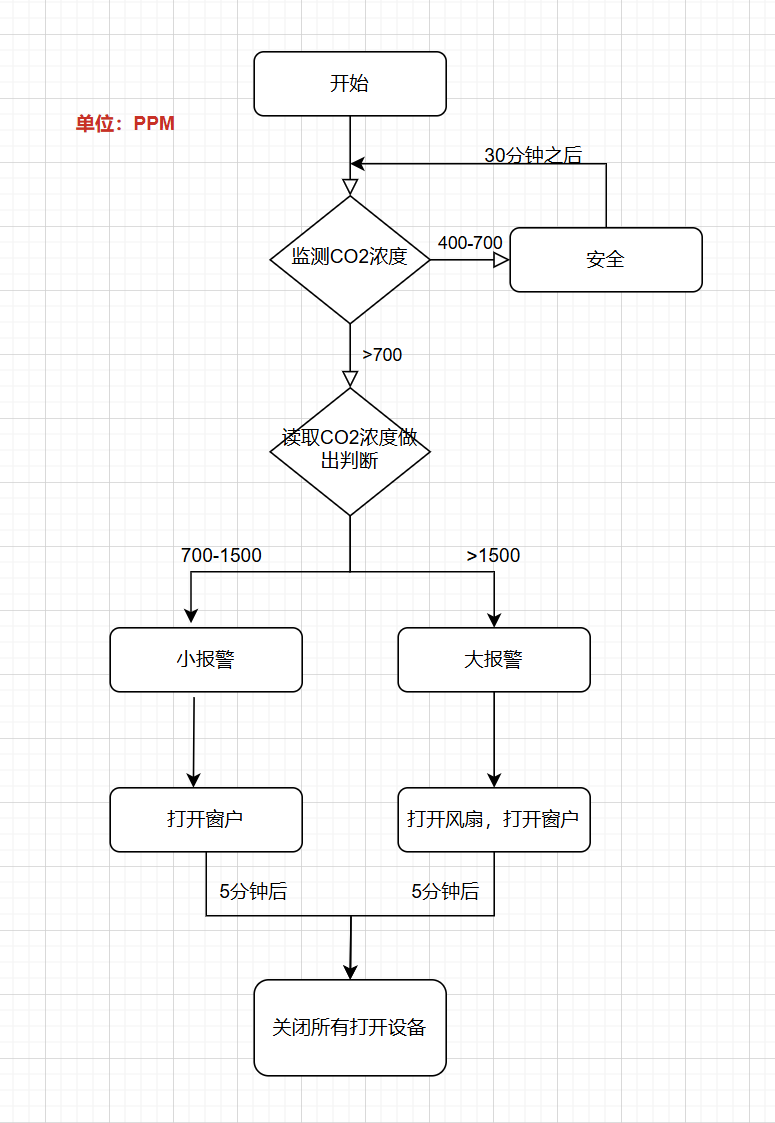 开始
单位：PPM
30分钟之后
监测CO2浓度
400-700
安全
>700
读取CO2浓度做
出判断
700-1500
>1500
小报警
大报警
打开窗户
打开风扇，打开窗户
5分钟后
5分钟后
关闭所有打开设备